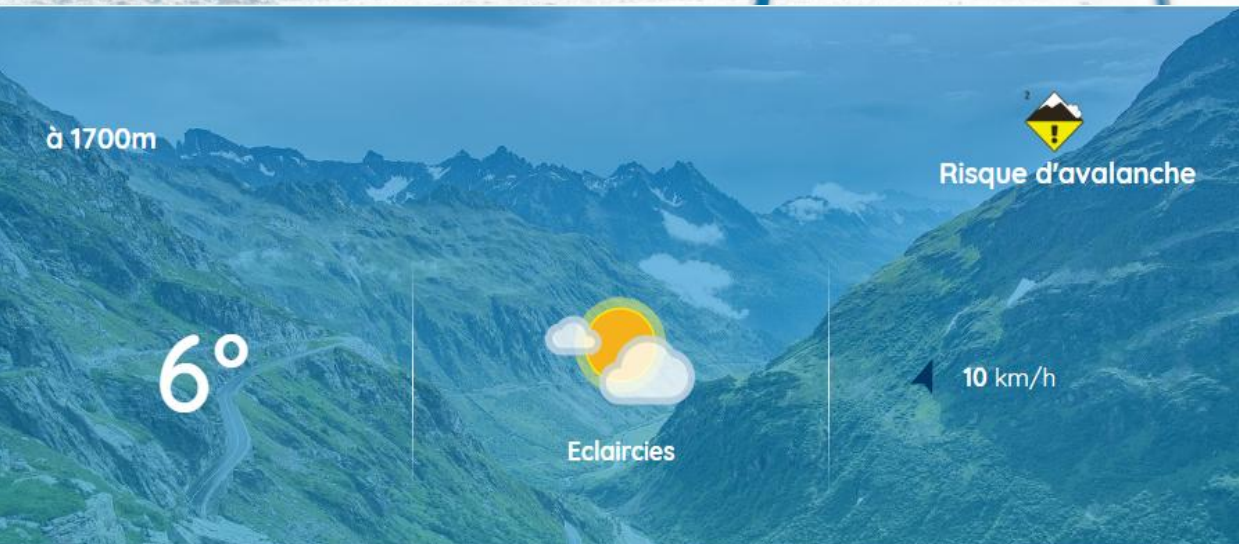 à 1700m
2
Risque d'avalanche
6°
10 km/h
Eclaircies